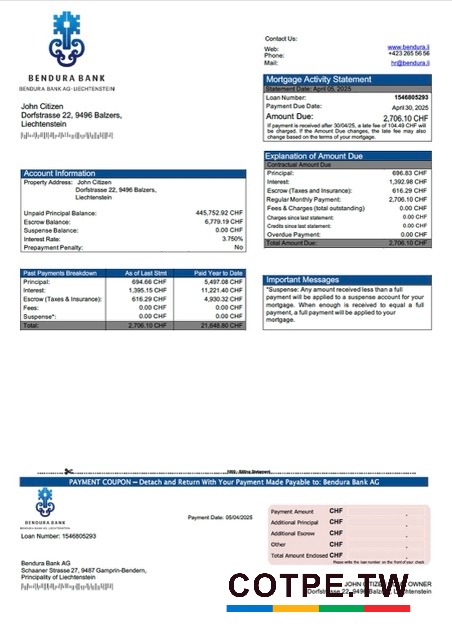 BENDURA BANK
BENDURA BANK AG · LIECHTENSTEIN
John Citizen
Dorfstrasse 22, 9496 Balzers,
Liechtenstein
Contact Us:
Web: www.bendura.li
Phone: +423 265 56 56
Mail: hr@bendura.li
Mortgage Activity Statement
Statement Date: April 05, 2025
Loan Number: 1546805293
Payment Due Date: April 30, 2025
Amount Due: 2,706.10 CHF
If payment is received after 30/04/25, a late fee of 104.49 CHF will
be charged. If the Amount Due changes, the late fee may also
change based on the terms of your mortgage.
Account Information
Property Address: John Citizen
Dorfstrasse 22, 9496 Balzers,
Liechtenstein
Unpaid Principal Balance: 445,752.92 CHF
Escrow Balance: 6,779.19 CHF
Suspense Balance: 0.00 CHF
Interest Rate: 3.750%
Prepayment Penalty: No
Explanation of Amount Due
Contractual Amount Due
Principal: 696.83 CHF
Interest: 1,392.98 CHF
Escrow (Taxes and Insurance): 616.29 CHF
Regular Monthly Payment: 2,706.10 CHF
Fees & Charges (total outstanding) 0.00 CHF
Charges since last statement: 0.00 CHF
Credits since last statement: 0.00 CHF
Overdue Payment: 0.00 CHF
Total Amount Due: 2,706.10 CHF
Past Payments Breakdown As of Last Stmt Paid Year to Date
Principal: 694.66 CHF 5,497.08 CHF
Interest: 1,395.15 CHF 11,221.40 CHF
Escrow (Taxes & Insurance): 616.29 CHF 4,930.32 CHF
Fees: 0.00 CHF 0.00 CHF
Suspense*: 0.00 CHF 0.00 CHF
Total: 2,706.10 CHF 21,648.80 CHF
Important Messages
*Suspense: Any amount received less than a full
payment will be applied to a suspense account for your
mortgage. When enough is received to equal a full
payment, a full payment will be applied to your
mortgage.
PAYMENT COUPON – Detach and Return With Your Payment Made Payable to: Bendura Bank AG
BENDURA BANK
Loan Number: 1546805293
Payment Date: 05/04/2025
Payment Amount CHF .
Additional Principal CHF .
Additional Escrow CHF .
Other CHF .
Total Amount Enclosed CHF .
Please write the loan number on the front of your check
Bendura Bank AG
Schaaner Strasse 27, 9487 Gamprin-Bendern,
Principality of Liechtenstein
COTPE.TW